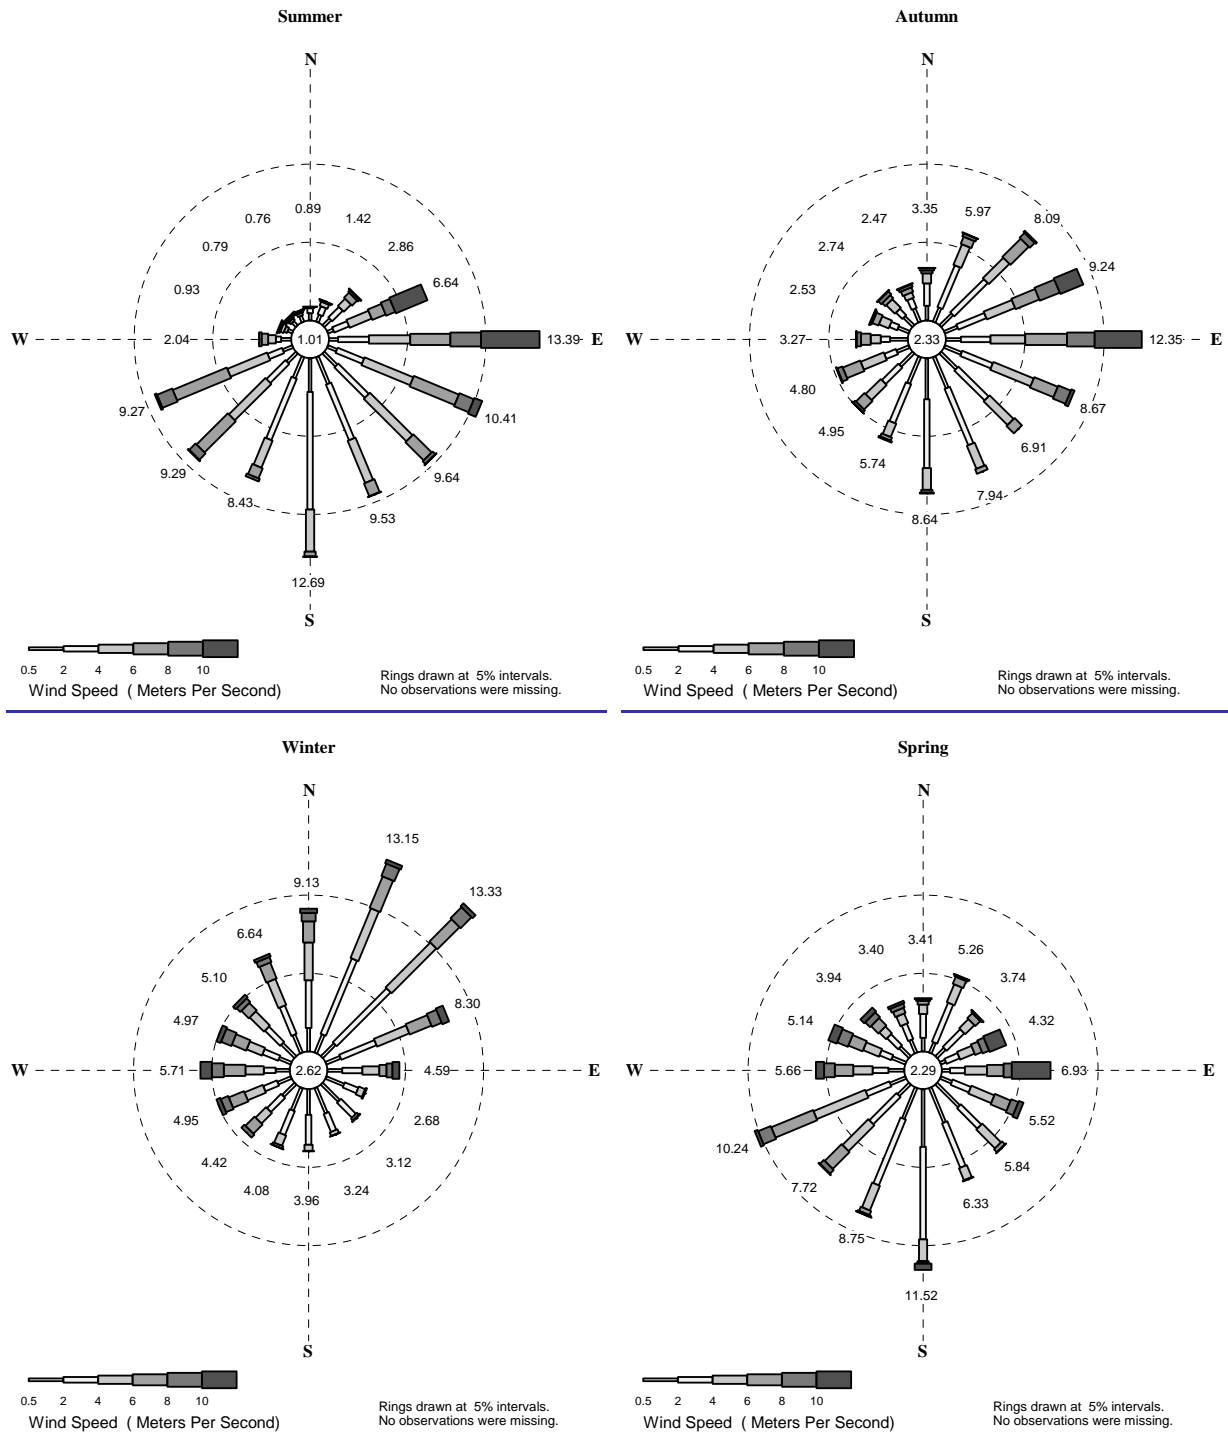 Summer
N
0.89
0.76
1.42
0.79
2.86
6.64
0.93
W
2.04
1.01
13.39
E
9.27
10.41
9.29
9.64
8.43
9.53
12.69
S
0.5 2 4 6 8 10
Wind Speed ( Meters Per Second)
Rings drawn at 5% intervals.
No observations were missing.
Autumn
N
3.35
2.47
5.97
8.09
2.74
9.24
2.53
W
3.27
2.33
12.35
E
4.80
8.67
4.95
6.91
5.74
7.94
8.64
S
0.5 2 4 6 8 10
Wind Speed ( Meters Per Second)
Rings drawn at 5% intervals.
No observations were missing.
Winter
N
13.15
9.13
13.33
6.64
5.10
8.30
4.97
W
5.71
2.62
4.59
E
4.95
2.68
4.42
3.12
4.08
3.24
3.96
S
0.5 2 4 6 8 10
Wind Speed ( Meters Per Second)
Rings drawn at 5% intervals.
No observations were missing.
Spring
N
3.41
3.40
5.26
3.94
3.74
5.14
4.32
W
5.66
2.29
6.93
E
10.24
5.52
7.72
5.84
8.75
6.33
11.52
S
0.5 2 4 6 8 10
Wind Speed ( Meters Per Second)
Rings drawn at 5% intervals.
No observations were missing.